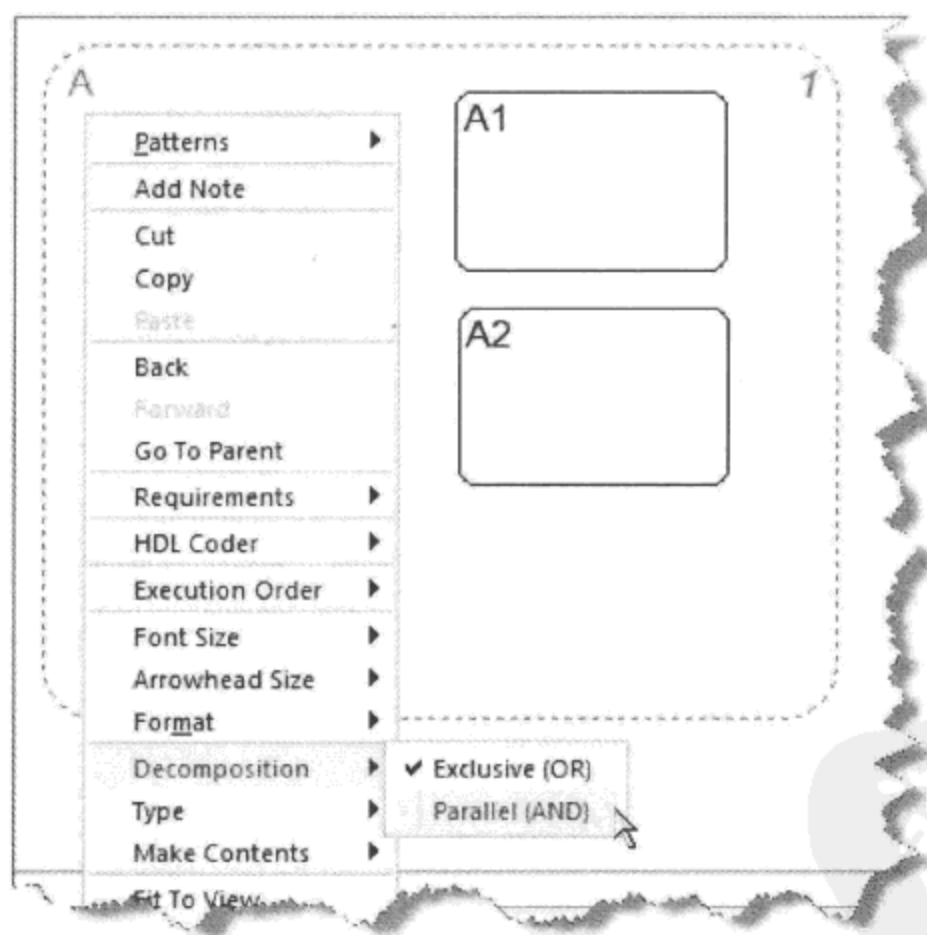 A
1
A1
A2
Patterns
Add Note
Cut
Copy
Paste
Back
Forward
Go To Parent
Requirements
HDL Coder
Execution Order
Font Size
Arrowhead Size
Format
Decomposition
Exclusive (OR)
Parallel (AND)
Type
Make Contents
Fit To View